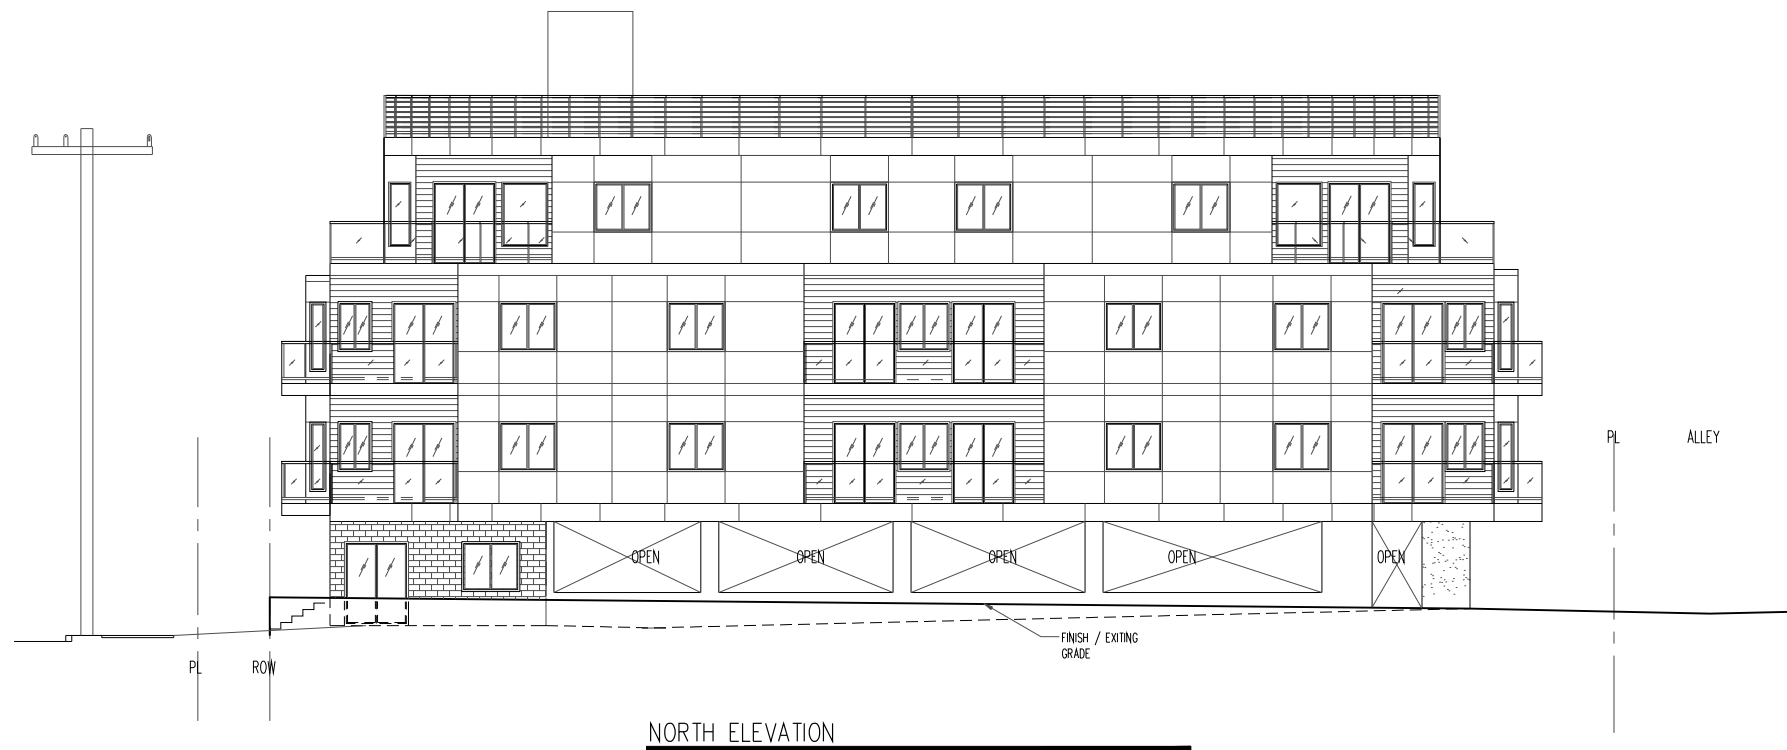 PL
ALLEY
OPEN
OPEN
OPEN
OPEN
OPEN
FINISH / EXITING
GRADE
PL
ROW
NORTH ELEVATION